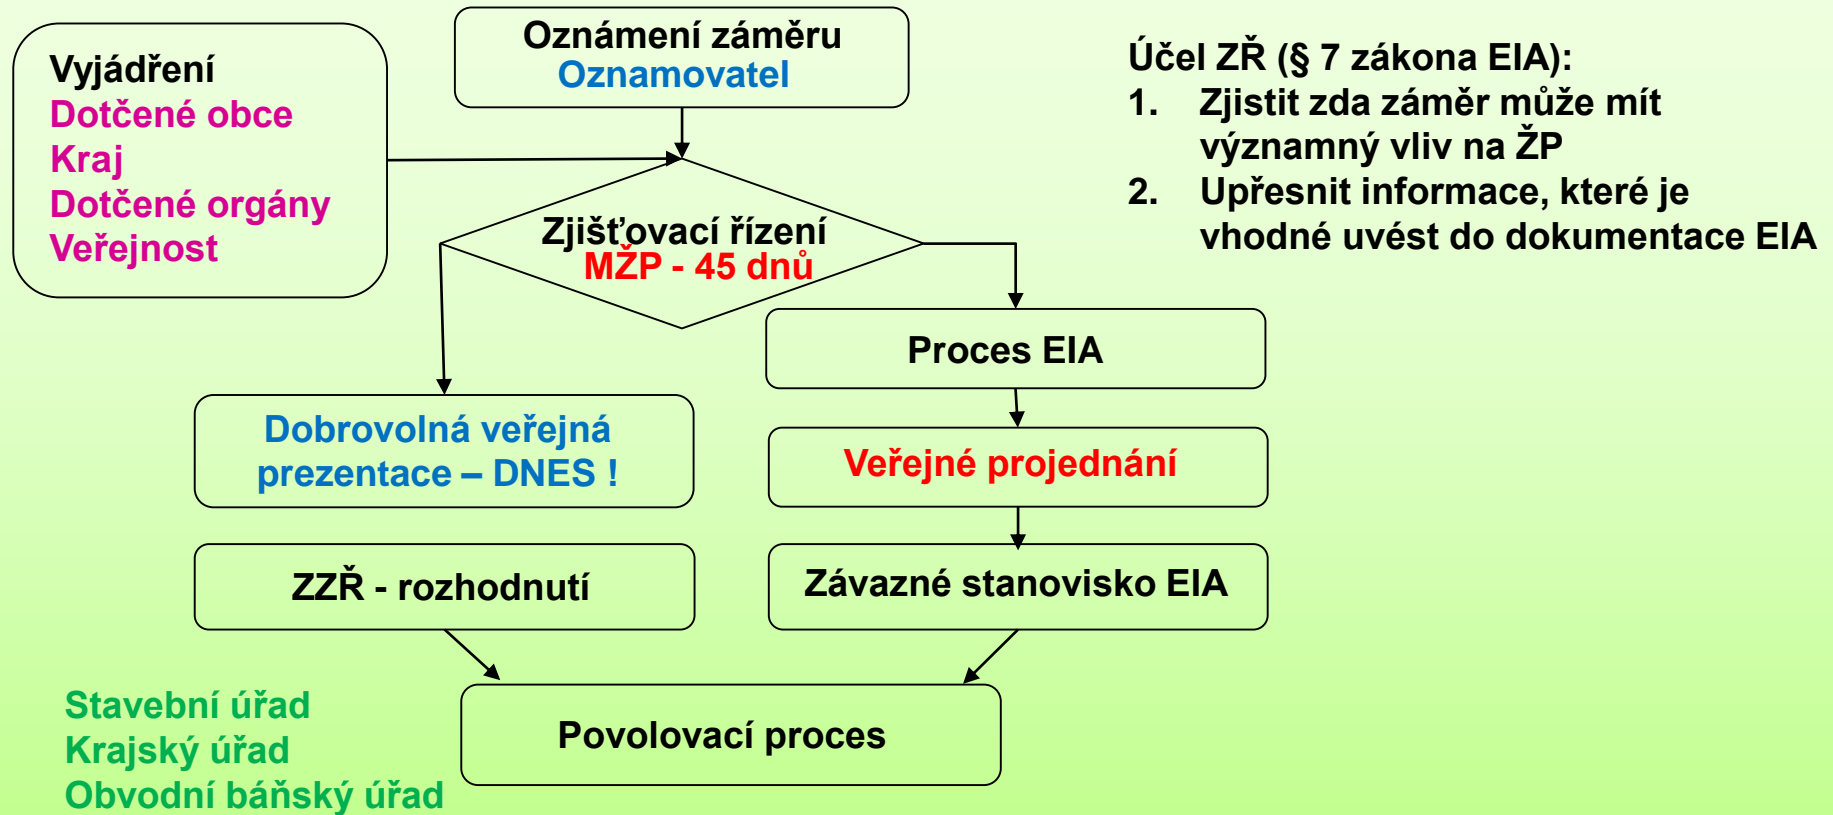 Oznámení záměru
Oznamovatel
Vyjádření
Dotčené obce
Kraj
Dotčené orgány
Veřejnost
Účel ZŘ (§ 7 zákona EIA):
1. Zjistit zda záměr může mít
významný vliv na ŽP
2. Upřesnit informace, které je
vhodné uvést do dokumentace EIA
Zjišťovací řízení
MŽP - 45 dnů
Proces EIA
Dobrovolná veřejná
prezentace – DNES !
Veřejné projednání
ZZŘ - rozhodnutí
Závazné stanovisko EIA
Povolovací proces
Stavební úřad
Krajský úřad
Obvodní báňský úřad